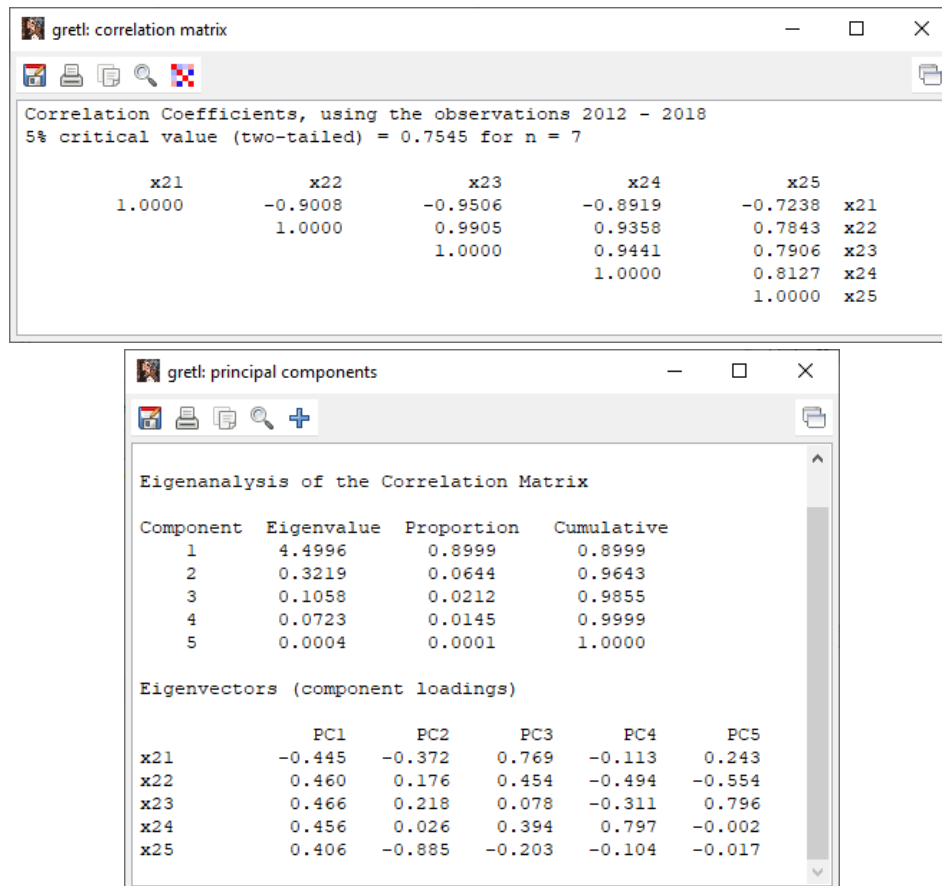 gretl: correlation matrix
Correlation Coefficients, using the observations 2012 - 2018
5% critical value (two-tailed) = 0.7545 for n = 7
x21 x22 x23 x24 x25
1.0000 -0.9008 -0.9506 -0.8919 -0.7238 x21
1.0000 0.9905 0.9358 0.7843 x22
1.0000 0.9441 0.7906 x23
1.0000 0.8127 x24
1.0000 x25
gretl: principal components
Eigenanalysis of the Correlation Matrix
Component Eigenvalue Proportion Cumulative
1 4.4996 0.8999 0.8999
2 0.3219 0.0644 0.9643
3 0.1058 0.0212 0.9855
4 0.0723 0.0145 0.9999
5 0.0004 0.0001 1.0000
Eigenvectors (component loadings)
PC1 PC2 PC3 PC4 PC5
x21 -0.445 -0.372 0.769 -0.113 0.243
x22 0.460 0.176 0.454 -0.494 -0.554
x23 0.466 0.218 0.078 -0.311 0.796
x24 0.456 0.026 0.394 0.797 -0.002
x25 0.406 -0.885 -0.203 -0.104 -0.017